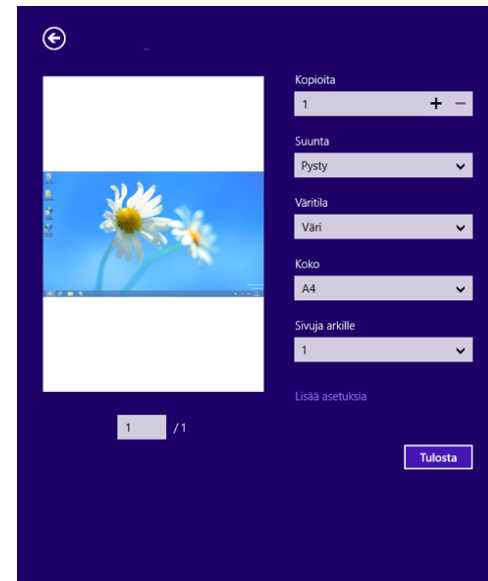 Kopioita
1
Suunta
Pysty
Väritila
Väri
Koko
A4
Sivuja arkille
1
Lisää asetuksia
1 / 1
Tulosta